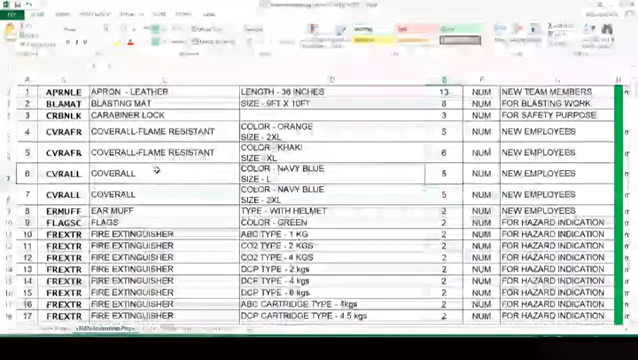 1 APRNLE APRON - LEATHER LENGTH - 36 INCHES 13 NUM NEW TEAM MEMBERS
2 BLAMAT BLASTING MAT SIZE - 9FT X 10FT 8 NUM FOR BLASTING WORK
3 CRBNLK CARABINER LOCK 3 NUM FOR SAFETY PURPOSE
4 CVRAFR COVERALL-FLAME RESISTANT COLOR - ORANGE
SIZE - 2XL 5 NUM NEW EMPLOYEES
5 CVRAFR COVERALL-FLAME RESISTANT COLOR - KHAKI
SIZE - XL 6 NUM NEW EMPLOYEES
6 CVRALL COVERALL COLOR - NAVY BLUE
SIZE - L 5 NUM NEW EMPLOYEES
7 CVRALL COVERALL COLOR - NAVY BLUE
SIZE - 2XL 5 NUM NEW EMPLOYEES
8 ERMUFF EAR MUFF TYPE - WITH HELMET 2 NUM NEW EMPLOYEES
9 FLAGSC FLAGS COLOR - GREEN 2 NUM FOR HAZARD INDICATION
10 FREXTR FIRE EXTINGUISHER ABC TYPE - 1 KG 2 NUM FOR HAZARD INDICATION
11 FREXTR FIRE EXTINGUISHER CO2 TYPE - 2 KGS 2 NUM FOR HAZARD INDICATION
12 FREXTR FIRE EXTINGUISHER CO2 TYPE - 4 KGS 2 NUM FOR HAZARD INDICATION
13 FREXTR FIRE EXTINGUISHER DCP TYPE - 2 kgs 2 NUM FOR HAZARD INDICATION
14 FREXTR FIRE EXTINGUISHER DCP TYPE - 4 kgs 2 NUM FOR HAZARD INDICATION
15 FREXTR FIRE EXTINGUISHER DCP TYPE - 6 kgs 2 NUM FOR HAZARD INDICATION
16 FREXTR FIRE EXTINGUISHER ABC CARTRIDGE TYPE - 4kgs 2 NUM FOR HAZARD INDICATION
17 FREXTR FIRE EXTINGUISHER DCP CARTRIDGE TYPE - 4.5 kgs 2 NUM FOR HAZARD INDICATION